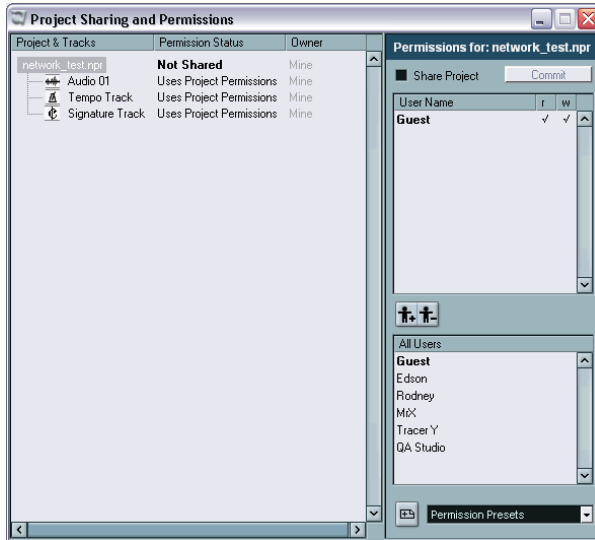 Project Sharing and Permissions
Project & Tracks Permission Status Owner
network_test.npr Not Shared Mine
Audio 01 Uses Project Permissions Mine
Tempo Track Uses Project Permissions Mine
Signature Track Uses Project Permissions Mine
Permissions for: network_test.npr
Share Project Commit
User Name r w
Guest √ √
All Users
Guest
Edson
Rodney
MrX
Tracer Y
QA Studio
Permission Presets